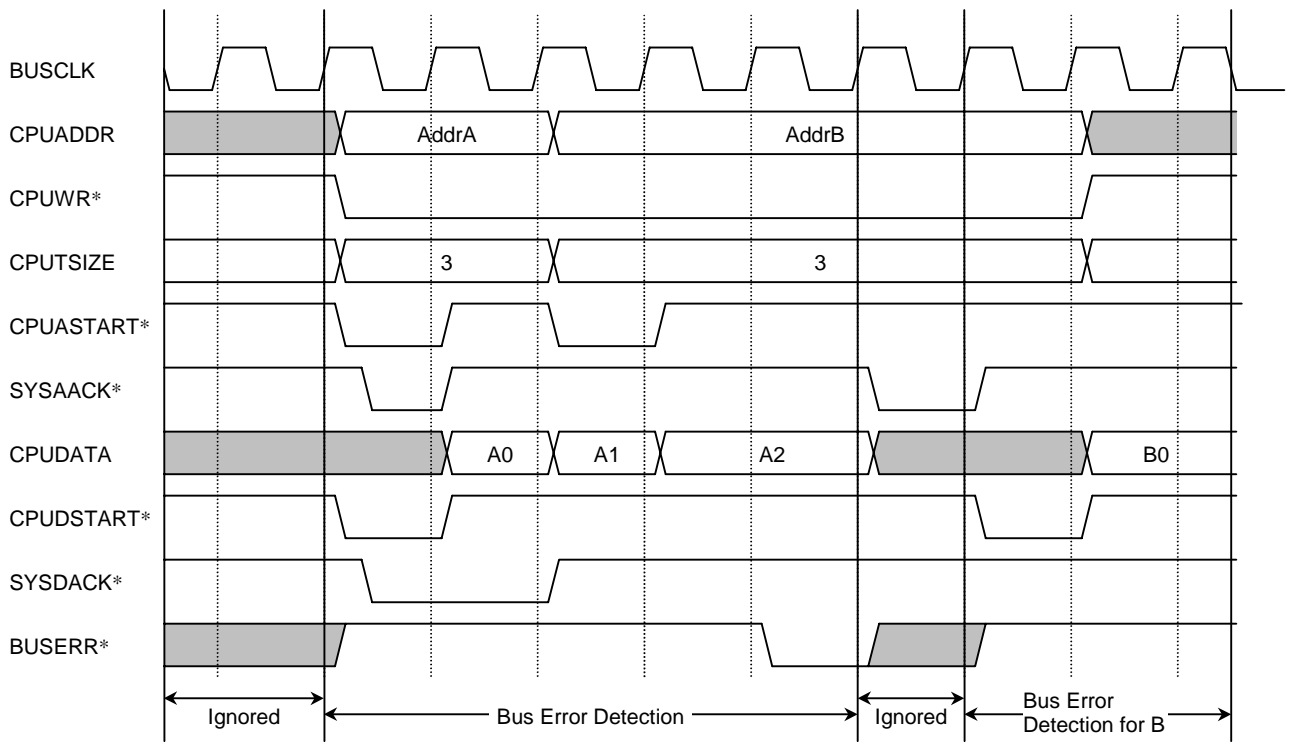 BUSCLK
CPUADDR AddrA AddrB
CPUWR*
CPUTSIZE 3 3
CPUASTART*
SYSAACK*
CPUDATA A0 A1 A2 B0
CPUDSTART*
SYSDACK*
BUSERR*
Ignored Bus Error Detection Ignored Bus Error
Detection for B